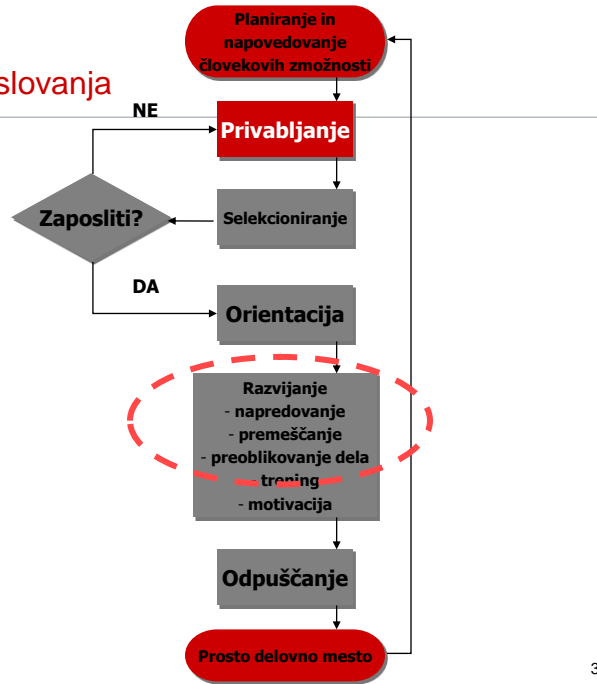 Planiranje in
napovedovanje
človekovih zmožnosti
slovanja
NE
Privabljanje
Zaposliti?
Selekcioniranje
DA
Orientacija
Razvijanje
- napredovanje
- premeščanje
- preoblikovanje dela
- trening
- motivacija
Odpuščanje
Prosto delovno mesto
3